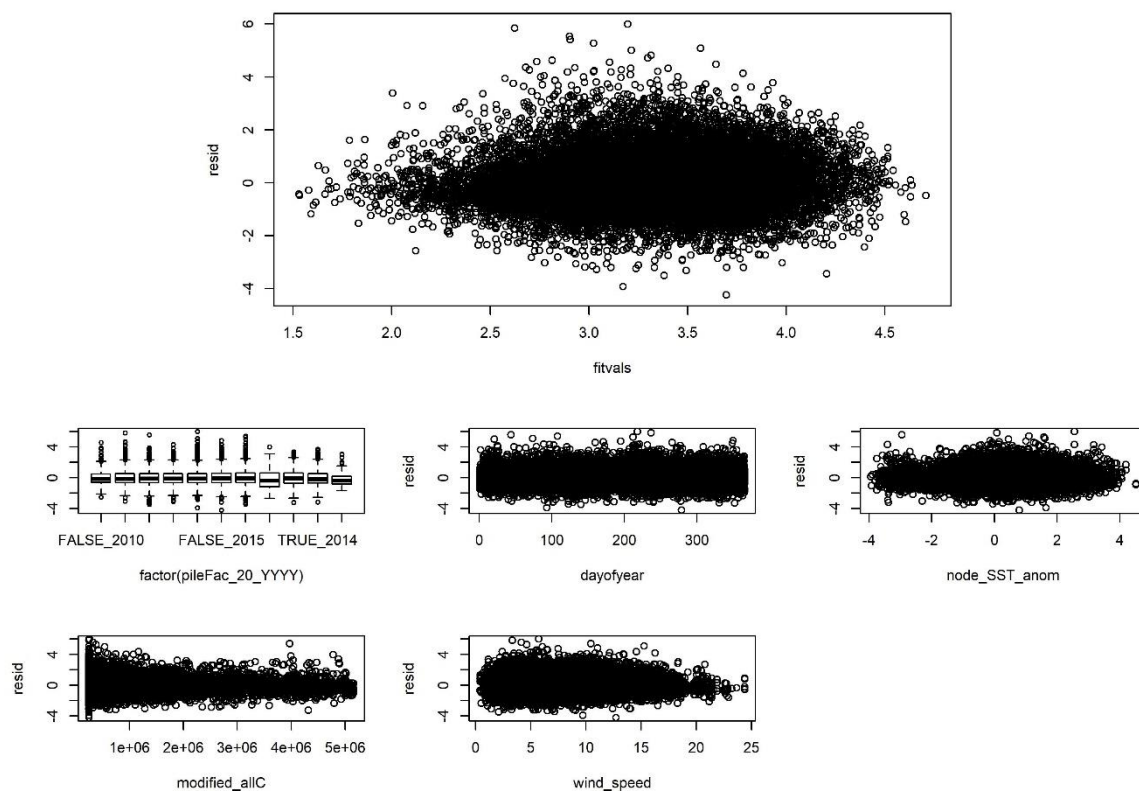 6
4
2
0
-2
-4
resid
1.5 2.0 2.5 3.0 3.5 4.0 4.5
fitvals
4
0
-4
resid
FALSE_2010 FALSE_2015 TRUE_2014
factor(pileFac_20_YYYY)
4
0
-4
resid
0 100 200 300
dayofyear
4
0
-4
resid
-4 -2 0 2 4
node_SST_anom
4
0
-4
resid
1e+06 2e+06 3e+06 4e+06 5e+06
modified_allC
4
0
-4
resid
0 5 10 15 20 25
wind_speed